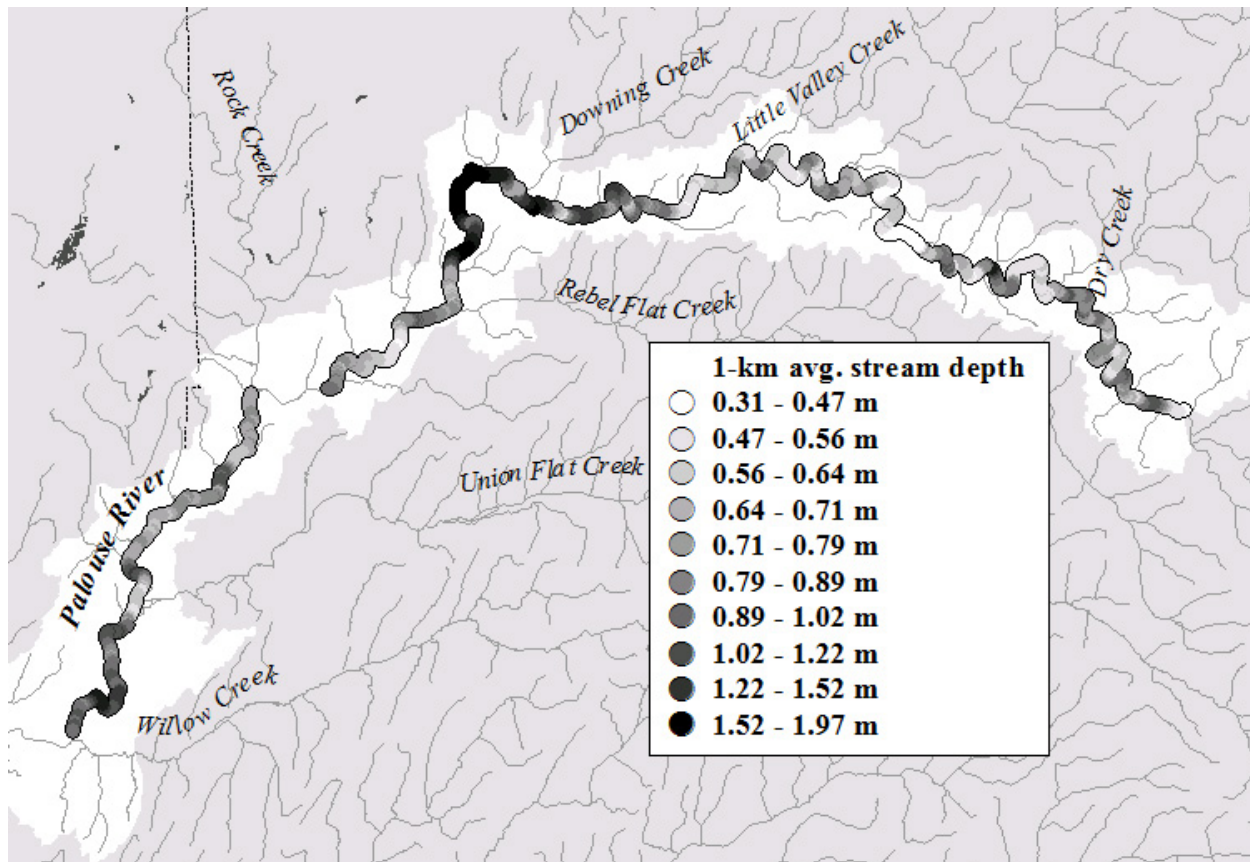 Rock Creek
Downing Creek
Little Valley Creek
Dry Creek
Rebel Flat Creek
Union Flat Creek
Palouse River
Willow Creek
1-km avg. stream depth
0.31 - 0.47 m
0.47 - 0.56 m
0.56 - 0.64 m
0.64 - 0.71 m
0.71 - 0.79 m
0.79 - 0.89 m
0.89 - 1.02 m
1.02 - 1.22 m
1.22 - 1.52 m
1.52 - 1.97 m